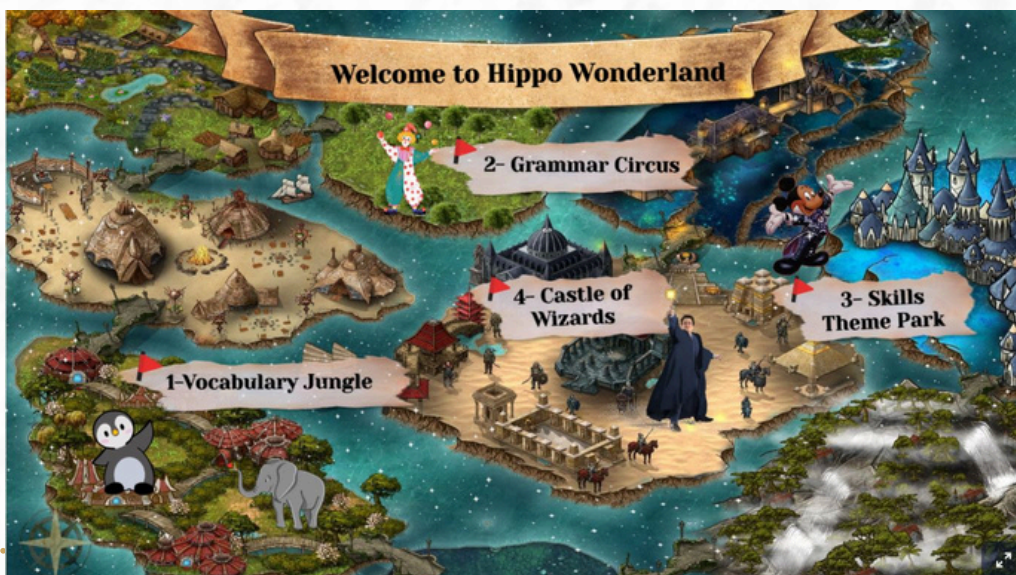 Welcome to Hippo Wonderland
2- Grammar Circus
4- Castle of
Wizards
3- Skills
Theme Park
1-Vocabulary Jungle